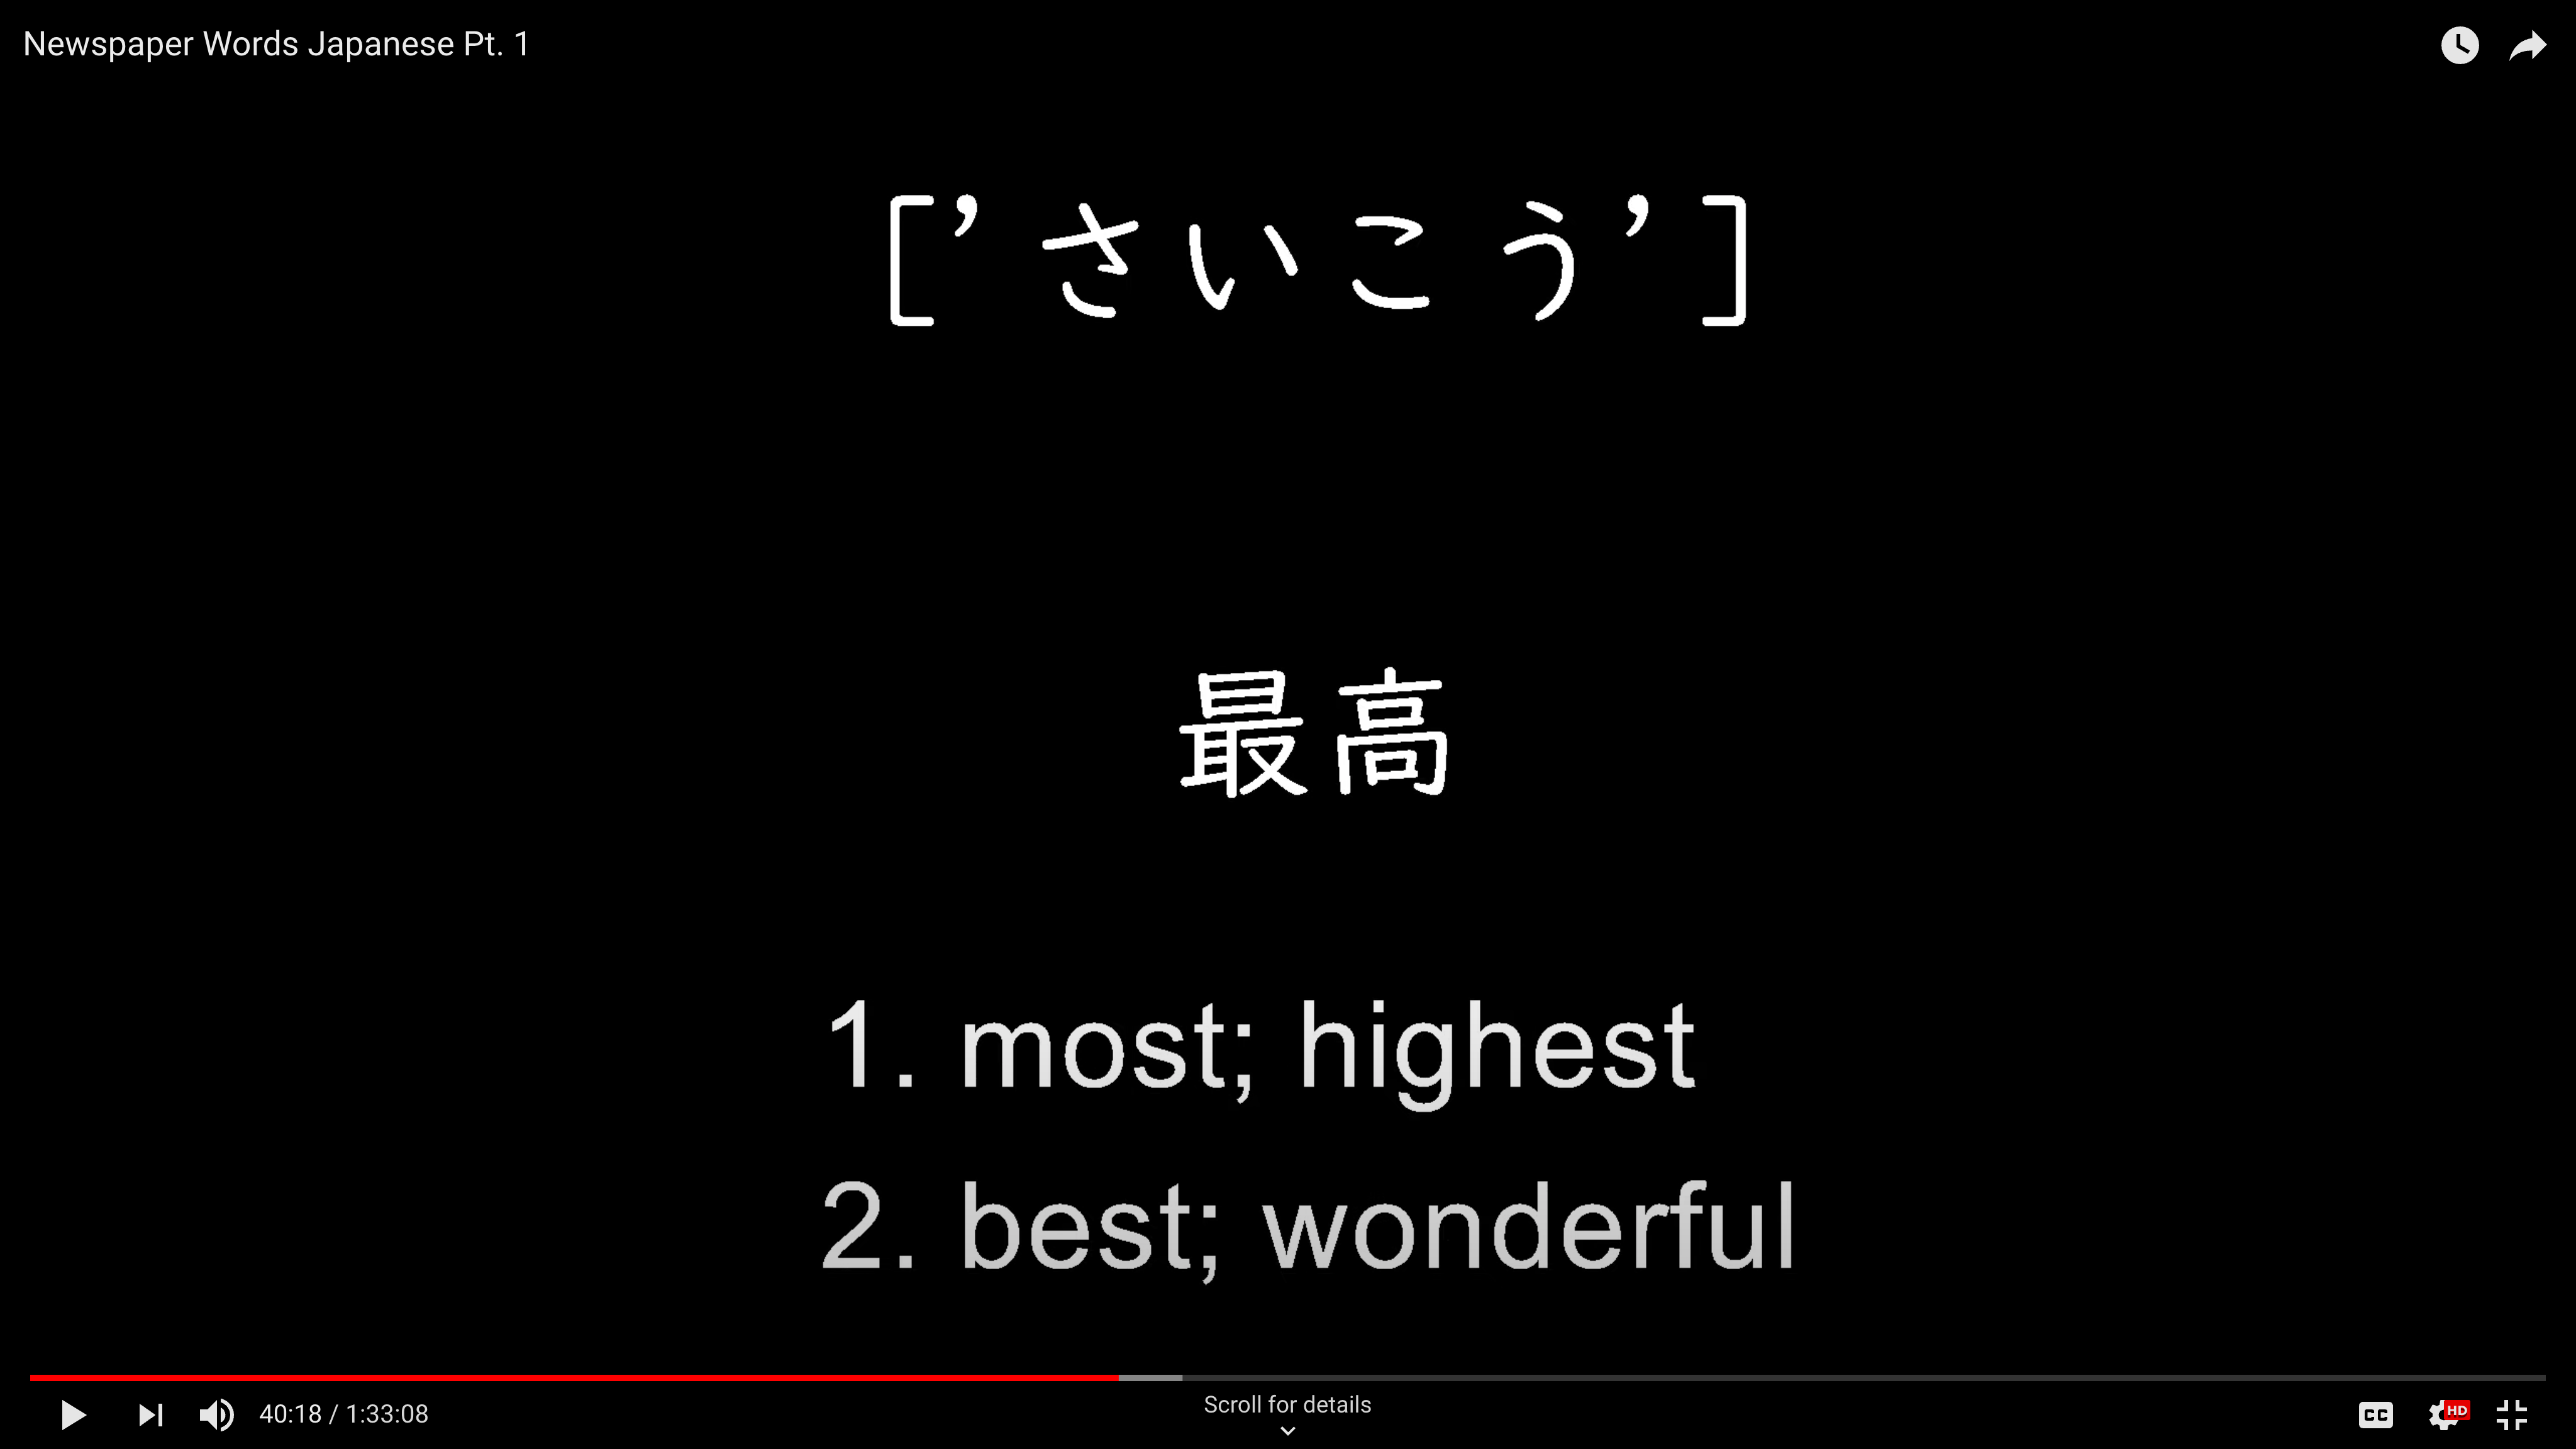 Newspaper Words Japanese Pt. 1
[’さいこう’]
最高
1. most; highest
2. best; wonderful
40:18 / 1:33:08
Scroll for details
CC
HD